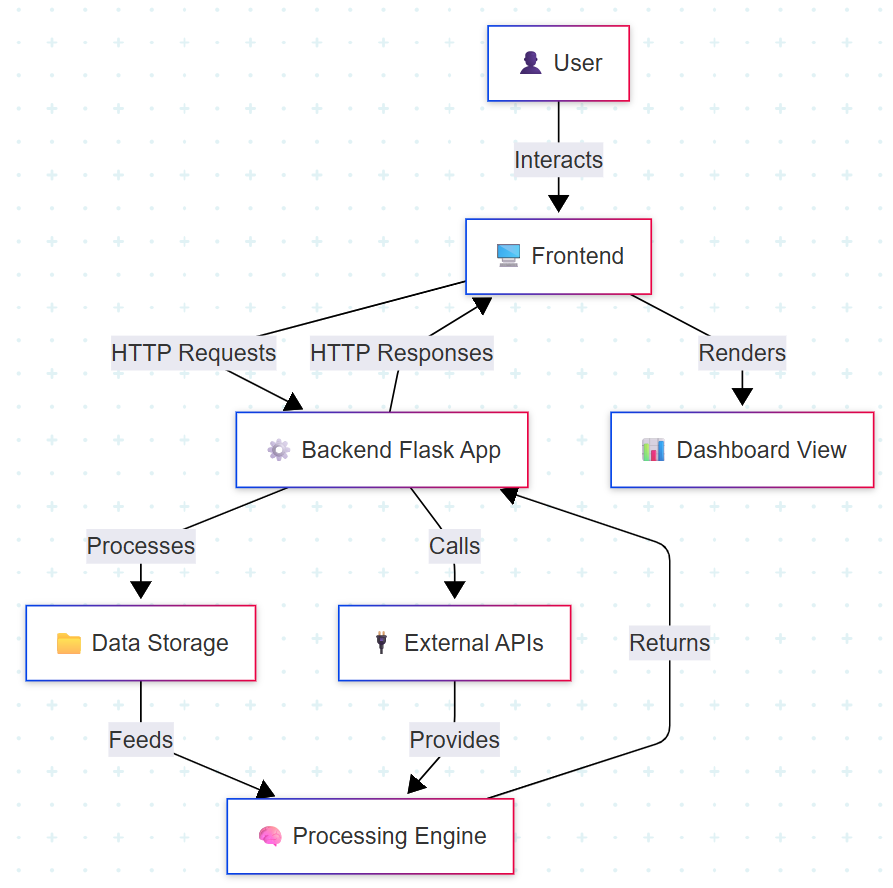 👤 User
Interacts
🖥️ Frontend
HTTP Requests
HTTP Responses
Renders
⚙️ Backend Flask App
📊 Dashboard View
Processes
Calls
📁 Data Storage
🔌 External APIs
Returns
Feeds
Provides
🧠 Processing Engine